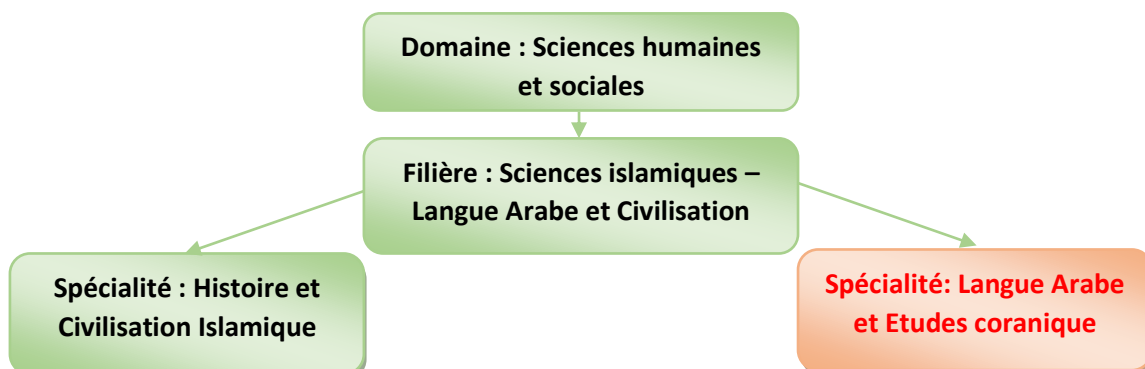 Domaine : Sciences humaines
et sociales
Filière : Sciences islamiques –
Langue Arabe et Civilisation
Spécialité : Histoire et
Civilisation Islamique
Spécialité: Langue Arabe
et Etudes coranique